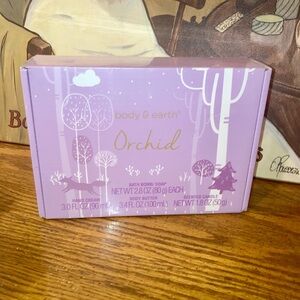 body & earth®
Orchid
BATH BOMB/ SOAP
NET WT 2.8 OZ (80 g) EACH
HAND CREAM
3.0 FL OZ (90 mL)
BODY BUTTER
3.4 FL OZ (100 mL)
SCENTED CANDLE
NET WT 1.8 OZ (50 g)